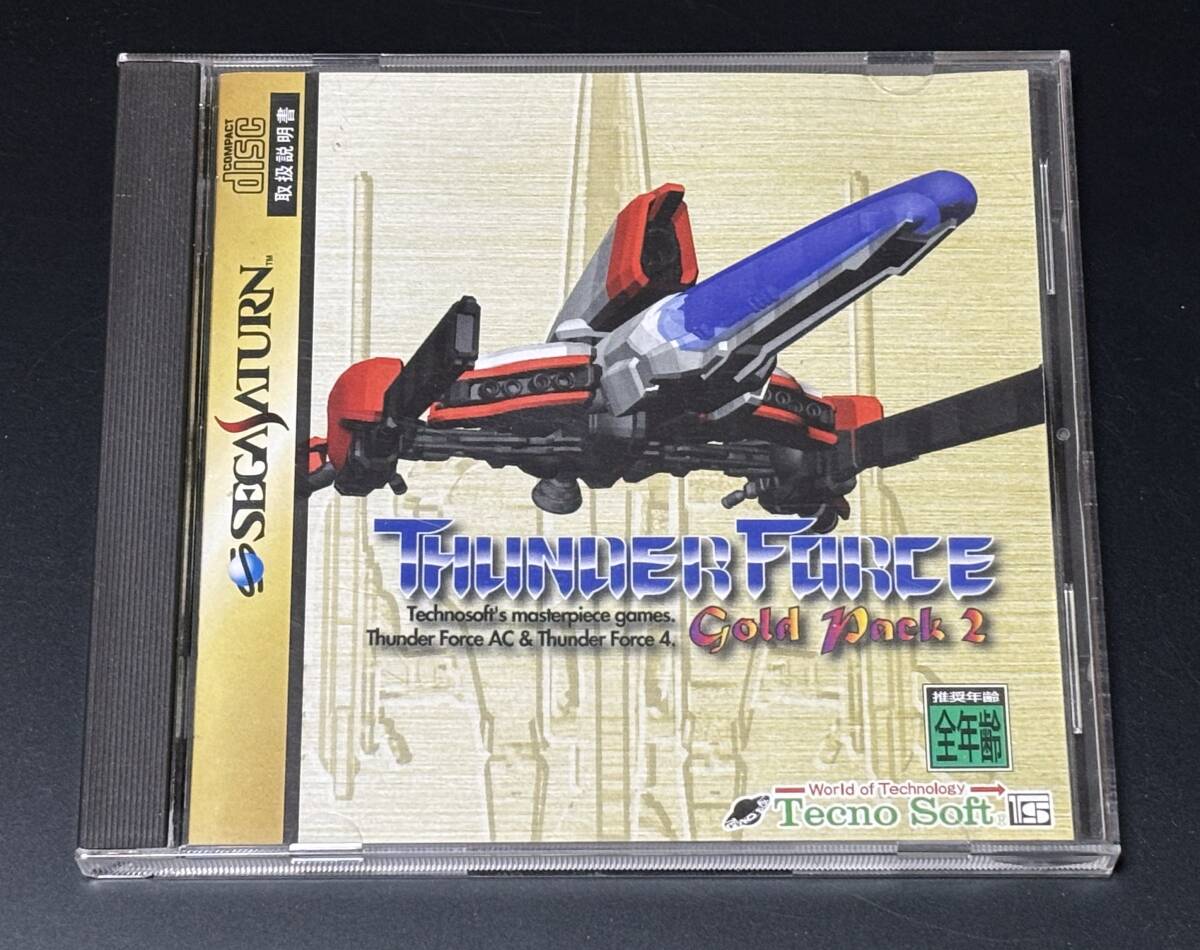 COMPACT
disc
取扱説明書
SEGA SATURN™
THUNDER FORCE
Technosoft's masterpiece games.
Thunder Force AC & Thunder Force 4.
Gold Pack 2
推奨年齢
全年齢
World of Technology
Tecno Soft